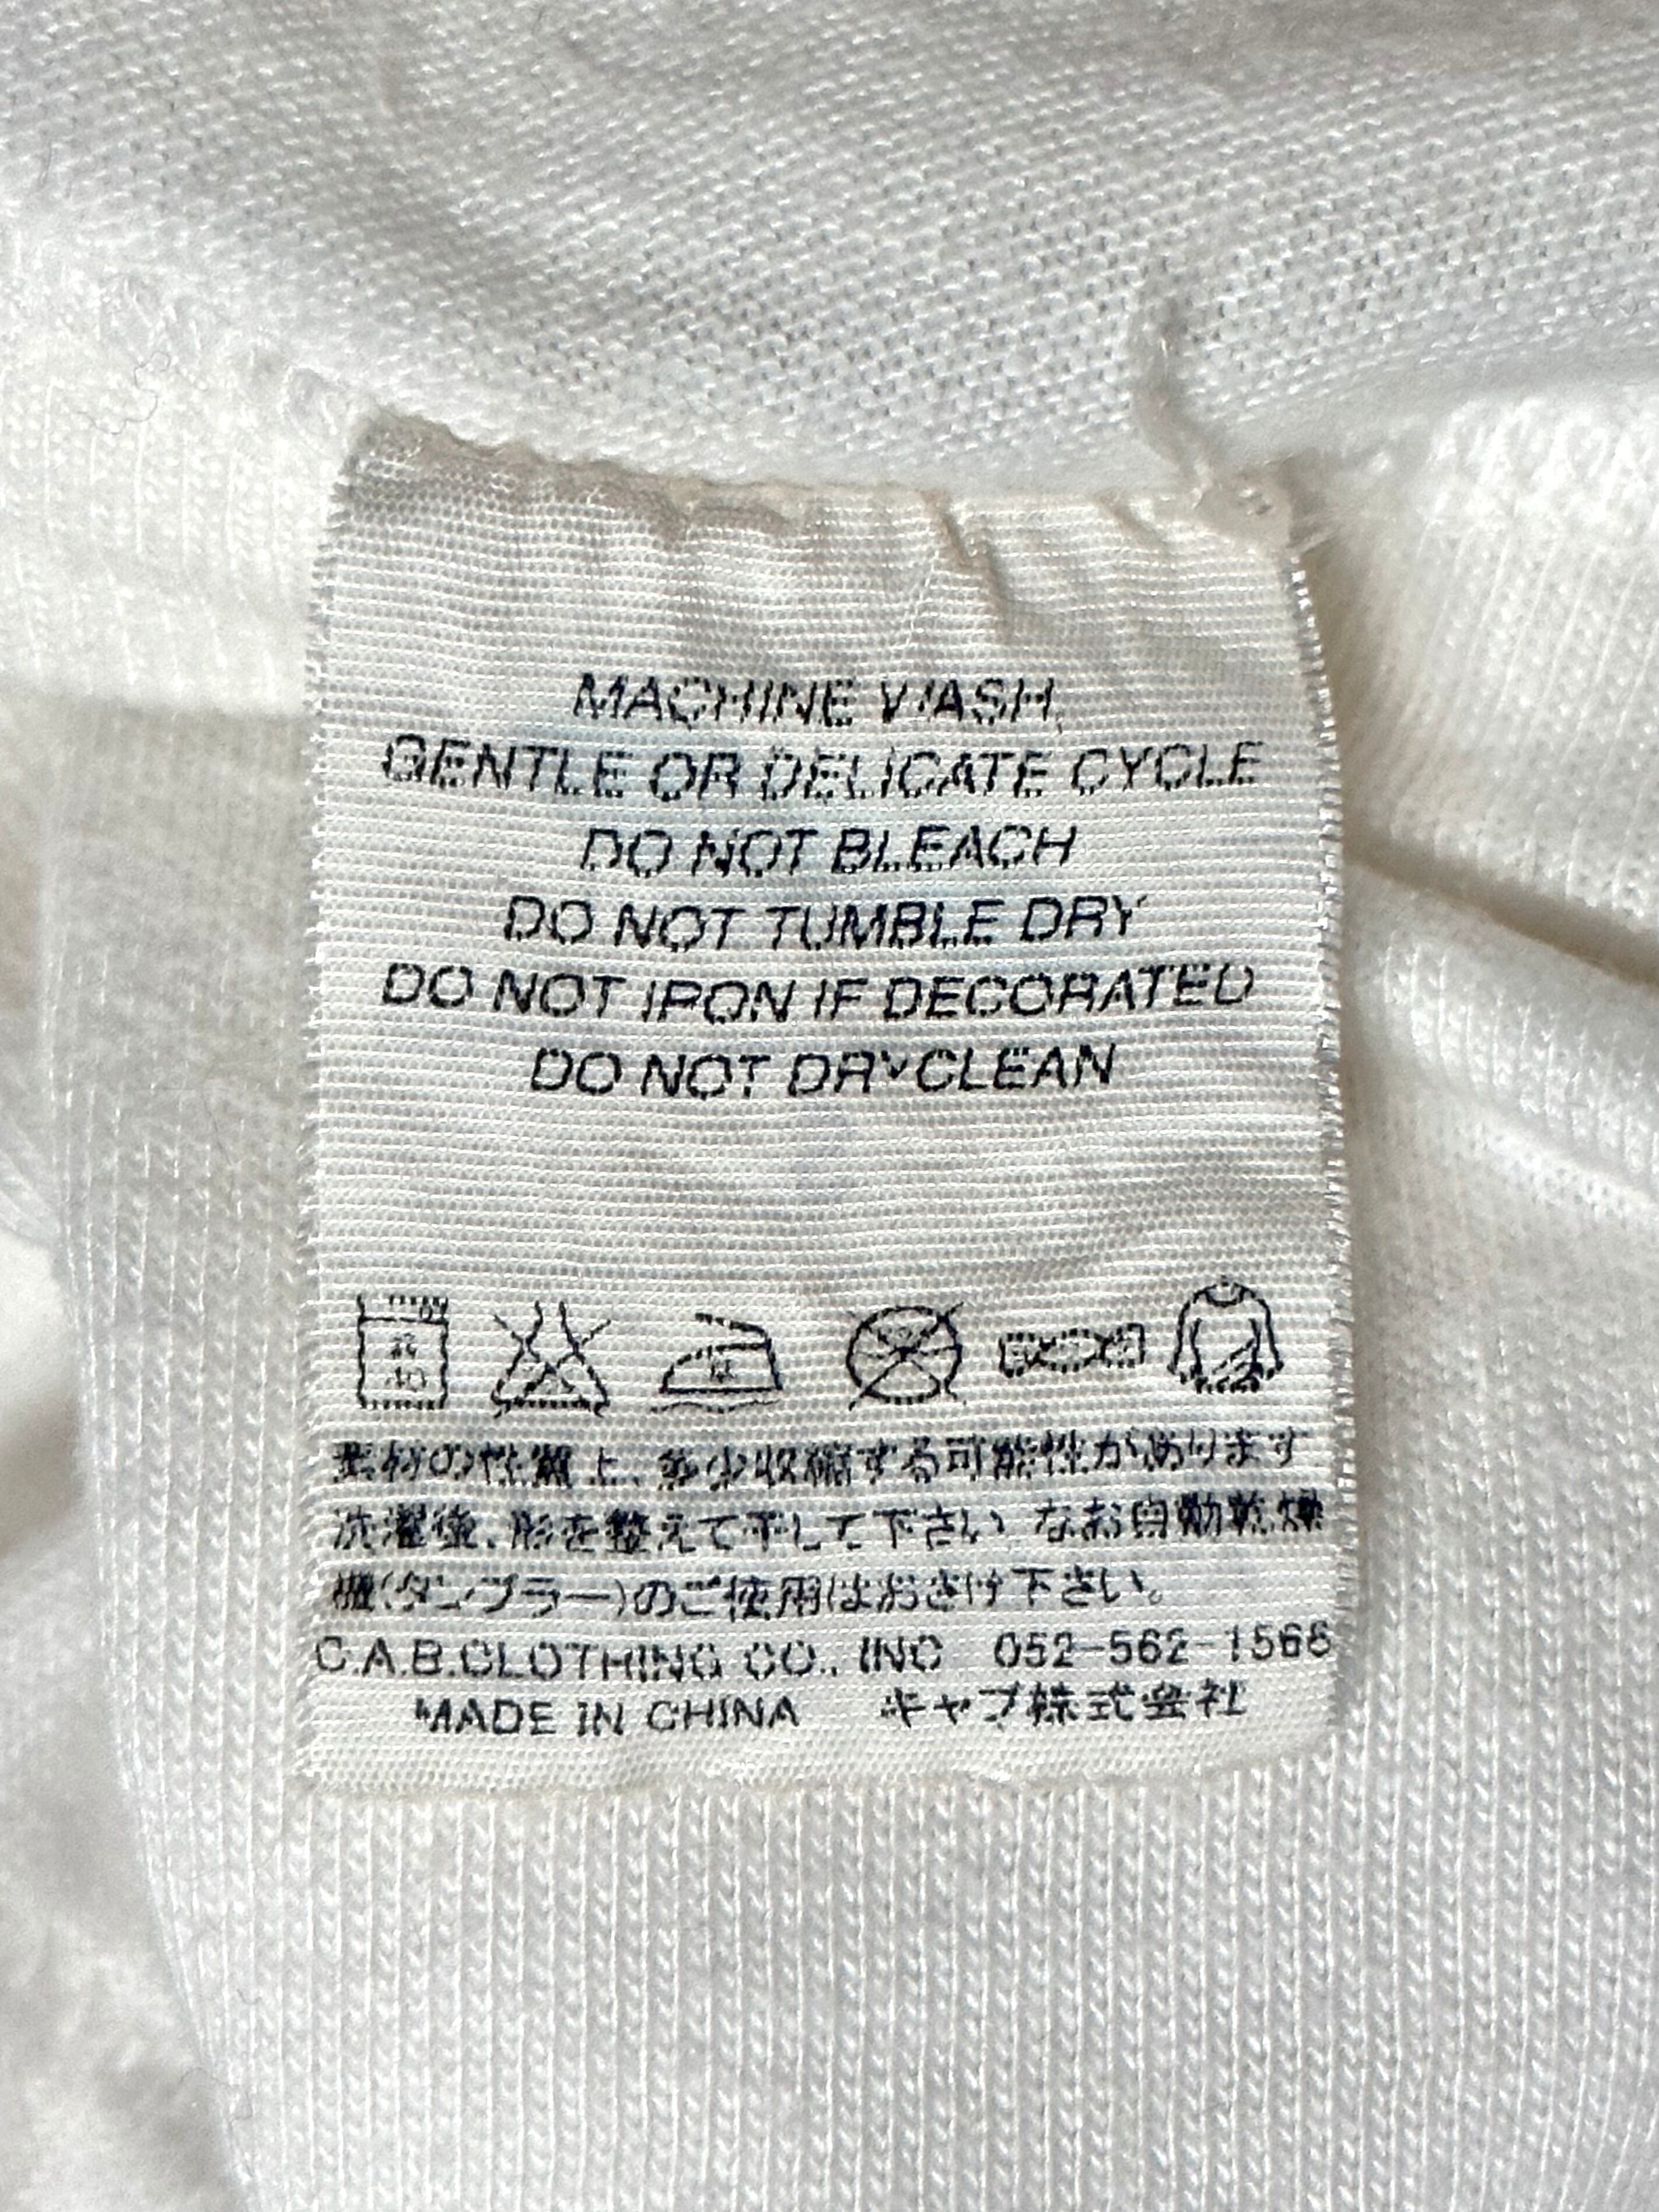 MACHINE WASH,
GENTLE OR DELICATE CYCLE
DO NOT BLEACH
DO NOT TUMBLE DRY
DO NOT IRON IF DECORATED
DO NOT DRYCLEAN
40
素材の性質上、多少収縮する可能性があります
洗濯後、形を整えて干して下さい なお自動乾燥
機(タンブラー)のご使用はおさけ下さい。
C.A.B.CLOTHING CO., INC 052-562-1566
MADE IN CHINA キャブ株式会社